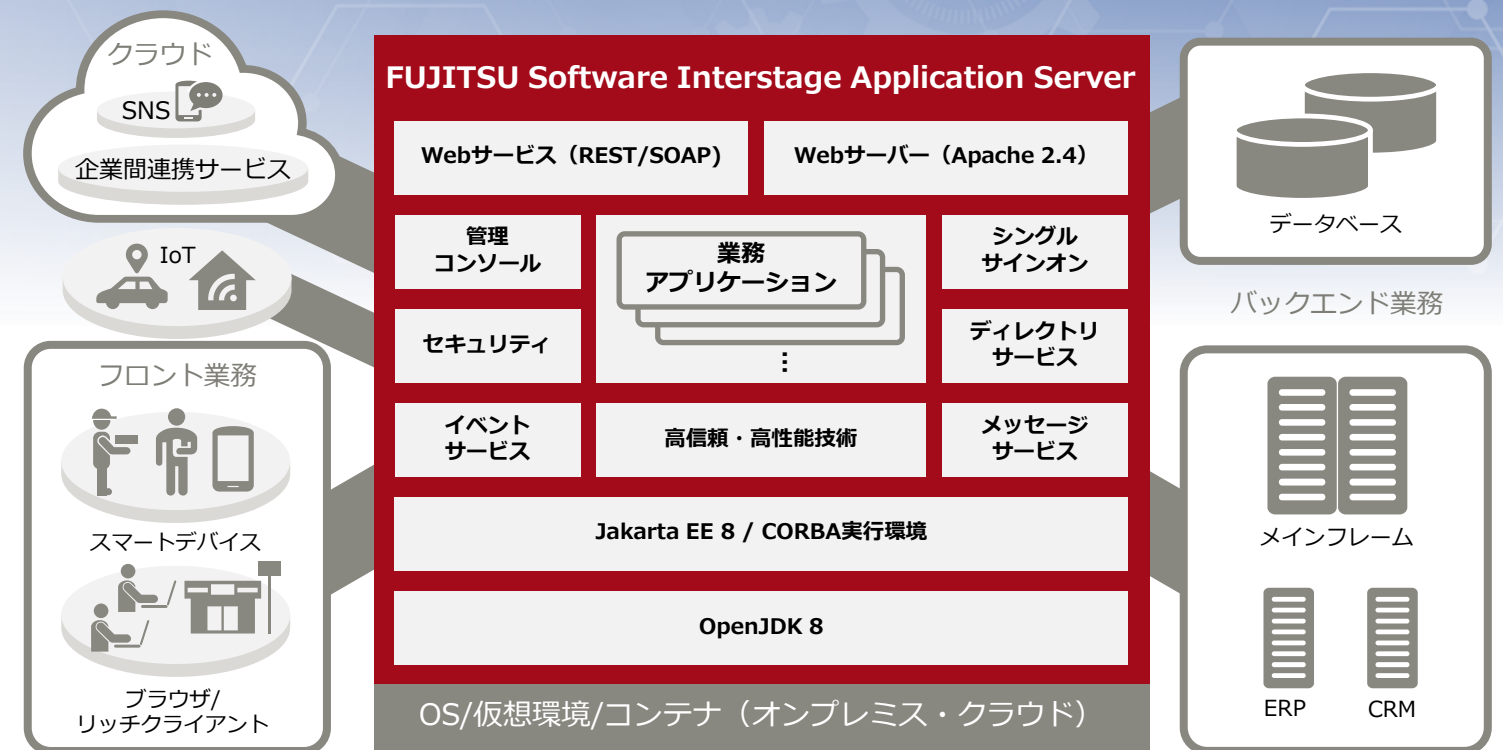 クラウド
SNS
企業間連携サービス
IoT
フロント業務
スマートデバイス
ブラウザ/
リッチクライアント
FUJITSU Software Interstage Application Server
Webサービス（REST/SOAP)
Webサーバー（Apache 2.4）
管理
コンソール
業務
アプリケーション
…
シングル
サインオン
セキュリティ
ディレクトリ
サービス
イベント
サービス
高信頼・高性能技術
メッセージ
サービス
Jakarta EE 8 / CORBA実行環境
OpenJDK 8
OS/仮想環境/コンテナ（オンプレミス・クラウド）
データベース
バックエンド業務
メインフレーム
ERP
CRM